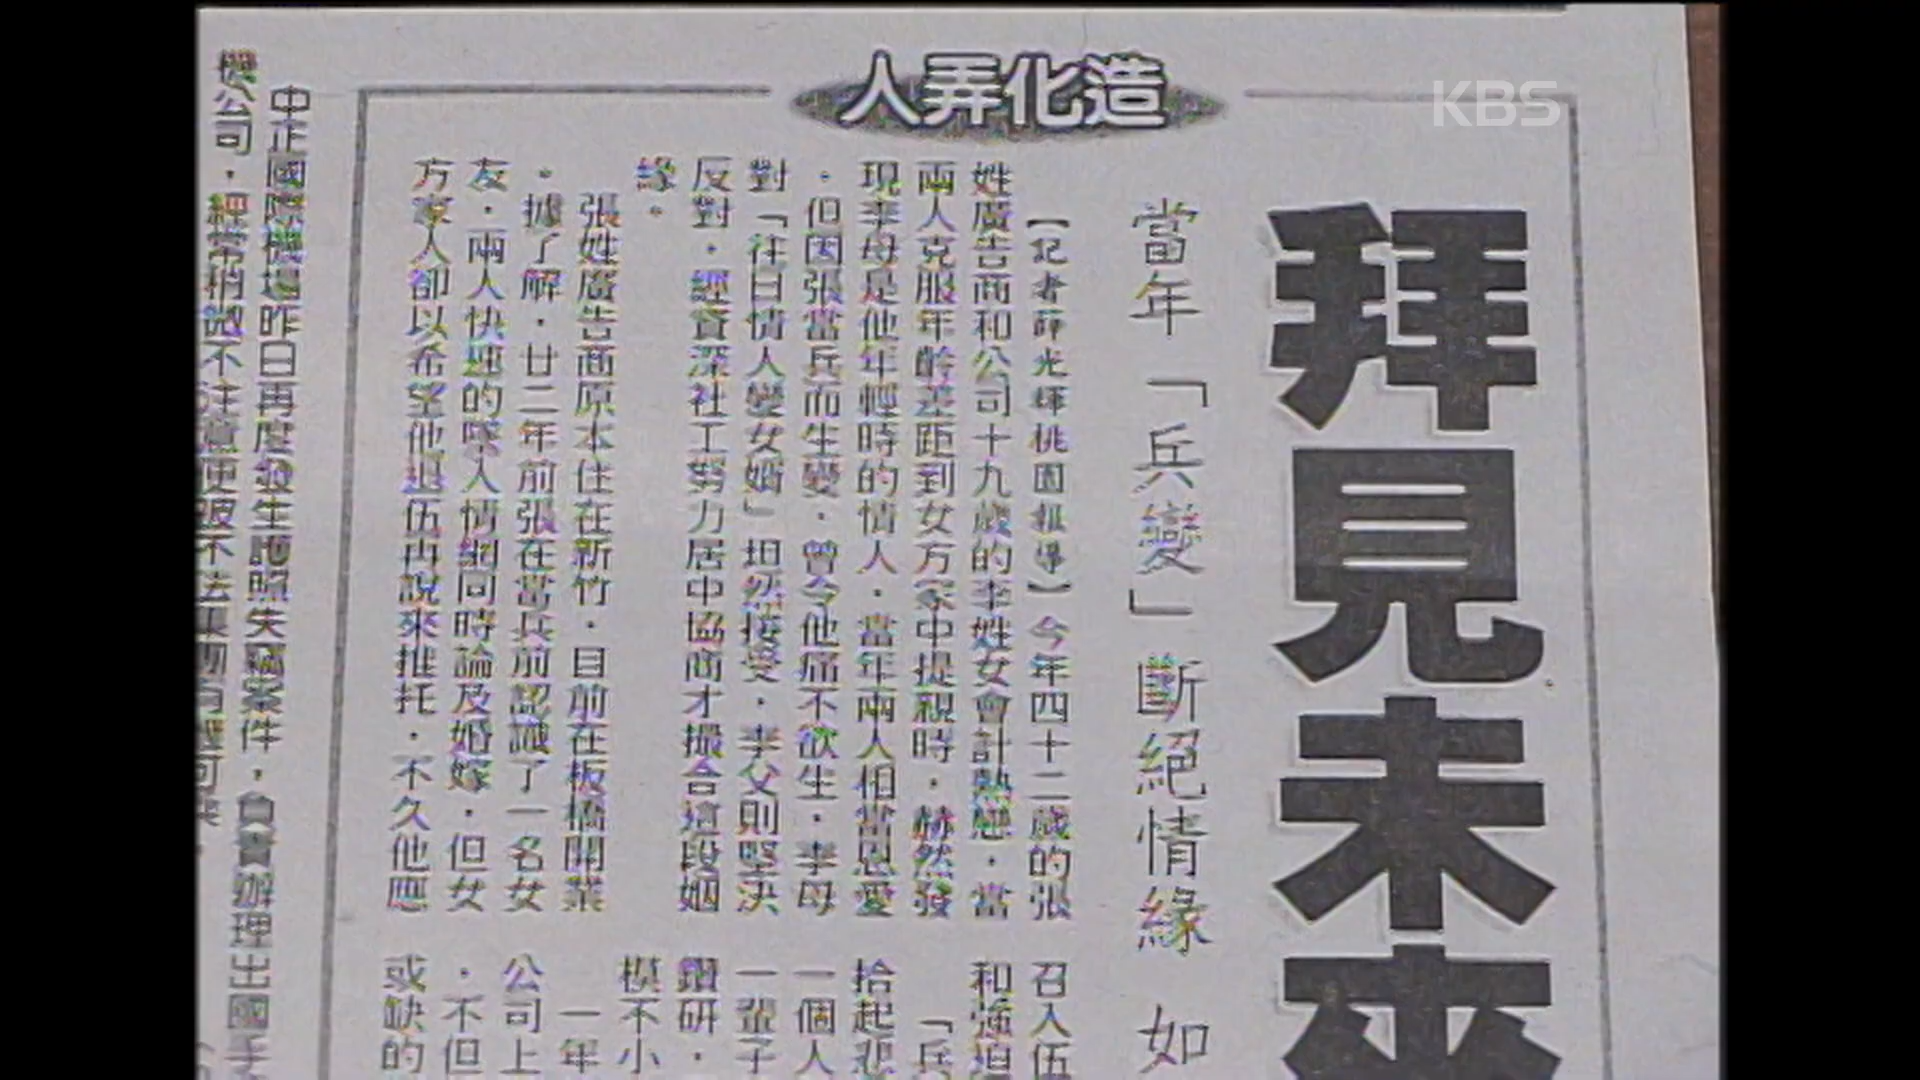 KBS
人弄化造
拜見未來
當年「兵變」斷絕情緣 如
【記者薛光輝桃園報導】今年四十二歲的張
姓廣告商和公司十九歲的李姓女會計熱戀，當
兩人克服年齡差距到女方家中提親時，赫然發
現李母是他年輕時的情人，當年兩人相當恩愛
，但因張當兵而生變，曾令他痛不欲生，李母
對「往日情人變女婿」坦然接受，李父則堅決
反對，經資深社工努力居中協商才撮合這段姻
緣。
張姓廣告商原本住在新竹，目前在板橋開業
。據了解，廿二年前張在當兵前認識了一名女
友，兩人快速的墜入情網同時論及婚嫁，但女
方家人卻以希望他退伍再說來推托，不久他應
召入伍
和強迫
「兵
拾起悲
一個人
一輩子
鑽研，
模不小
一年
公司上
，不但
或缺的
中正國際機場昨日再度發生護照失竊案件，負責辦理出國手
機公司，經常稍微不注意便